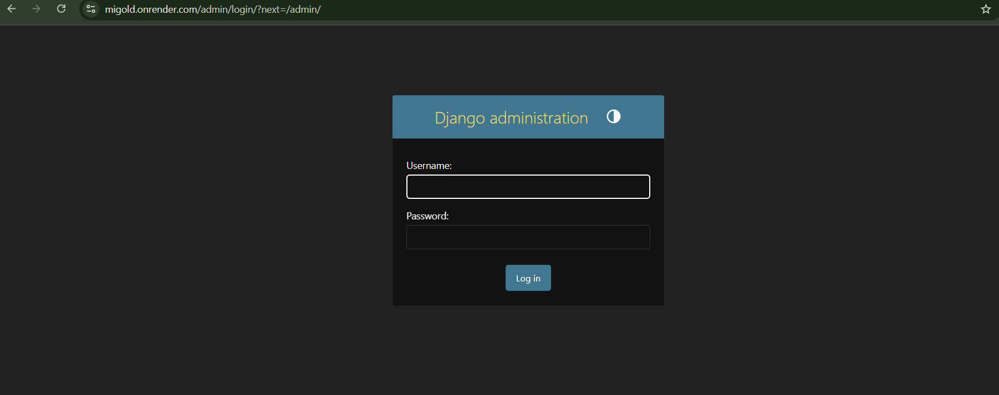 migold.onrender.com/admin/login/?next=/admin/
Django administration
Username:
Password:
Log in